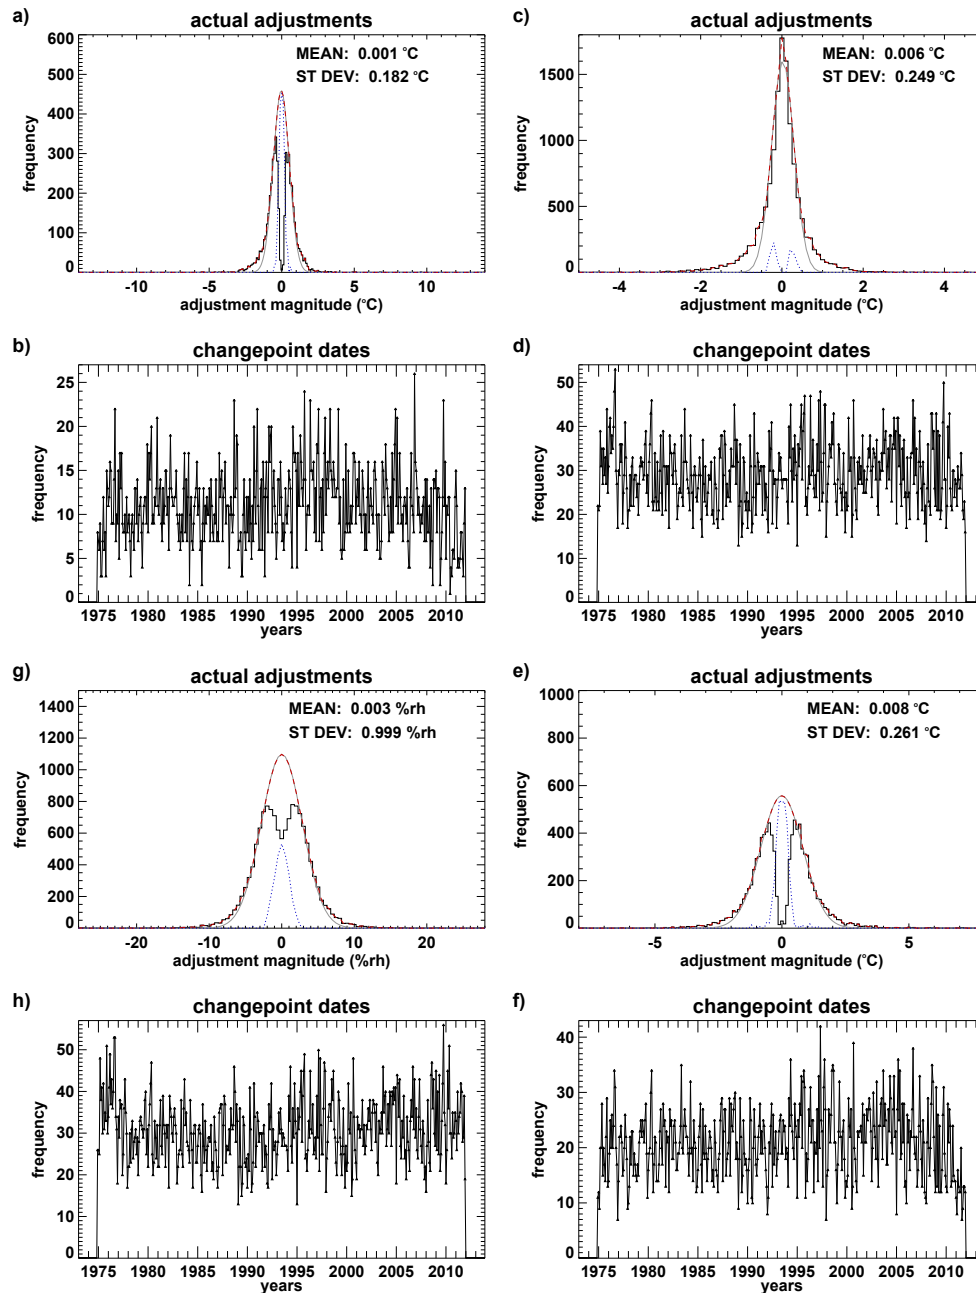 a)
actual adjustments
MEAN: 0.001 °C
ST DEV: 0.182 °C
frequency
600
500
400
300
200
100
0
-10 -5 0 5 10
adjustment magnitude (°C)
c)
actual adjustments
MEAN: 0.006 °C
ST DEV: 0.249 °C
frequency
1500
1000
500
0
-4 -2 0 2 4
adjustment magnitude (°C)
b)
changepoint dates
frequency
25
20
15
10
5
0
1975 1980 1985 1990 1995 2000 2005 2010
years
d)
changepoint dates
frequency
50
40
30
20
10
0
1975 1980 1985 1990 1995 2000 2005 2010
years
g)
actual adjustments
MEAN: 0.003 %rh
ST DEV: 0.999 %rh
frequency
1400
1200
1000
800
600
400
200
0
-20 -10 0 10 20
adjustment magnitude (%rh)
e)
actual adjustments
MEAN: 0.008 °C
ST DEV: 0.261 °C
frequency
1000
800
600
400
200
0
-5 0 5
adjustment magnitude (°C)
h)
changepoint dates
frequency
50
40
30
20
10
0
1975 1980 1985 1990 1995 2000 2005 2010
years
f)
changepoint dates
frequency
40
30
20
10
0
1975 1980 1985 1990 1995 2000 2005 2010
years